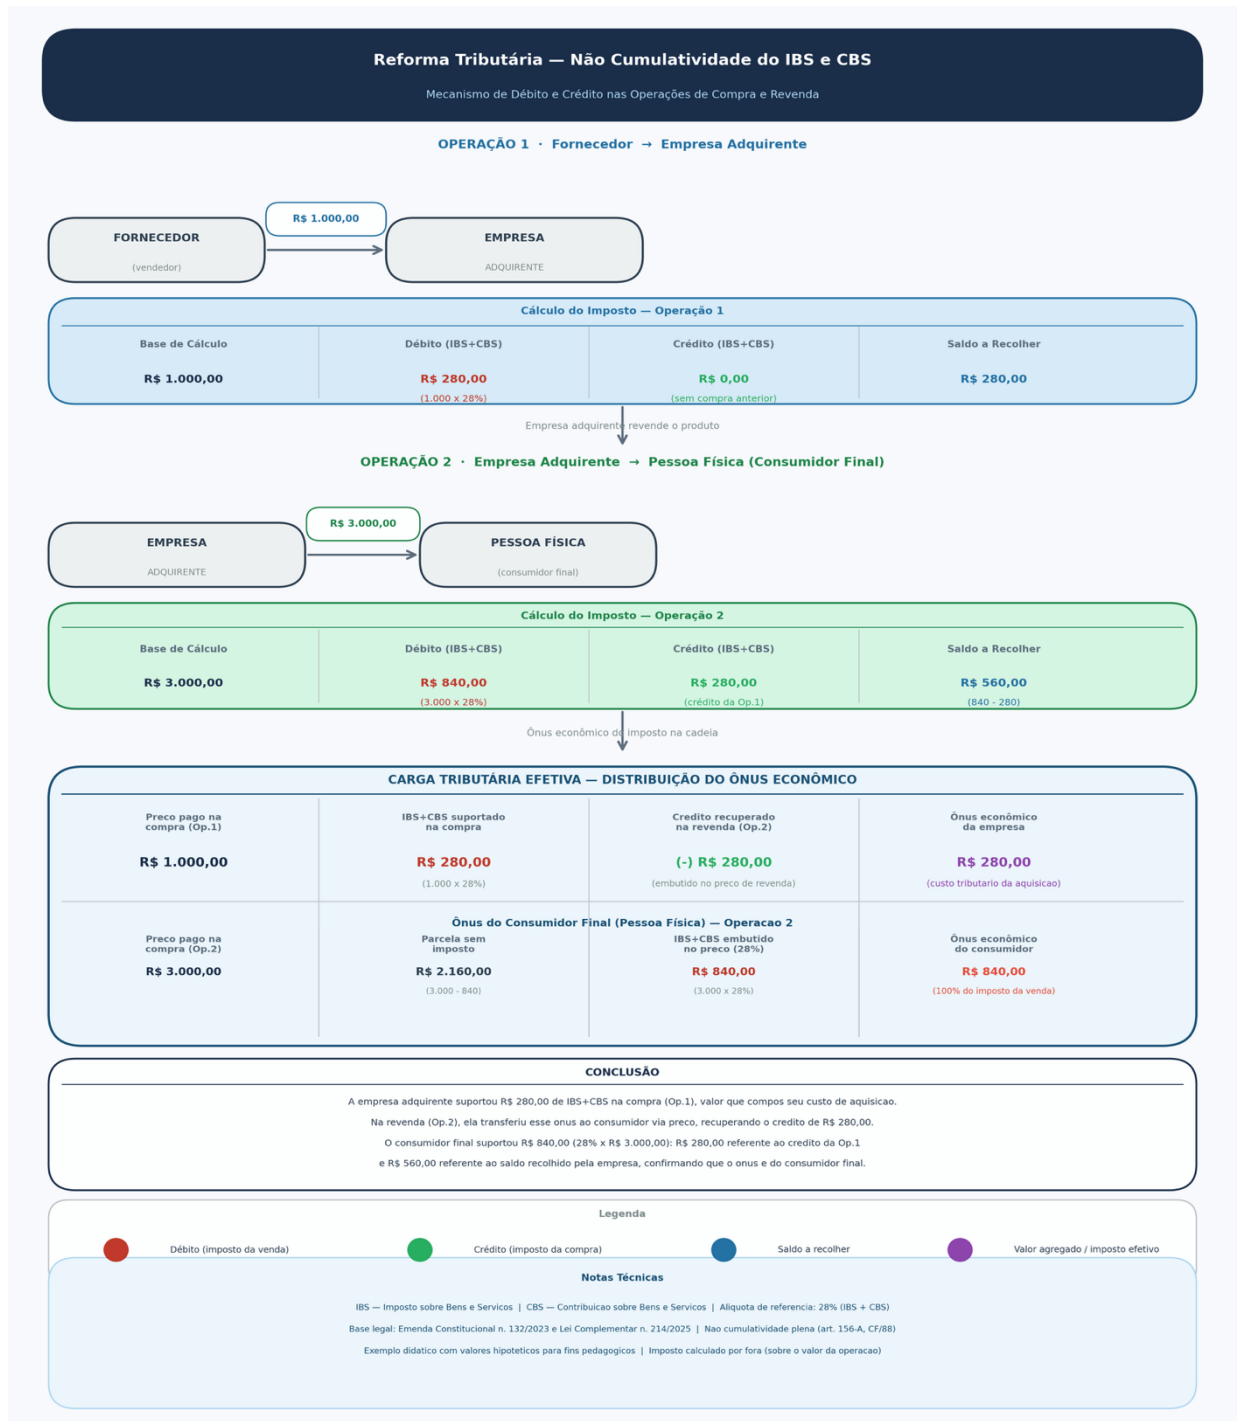 Reforma Tributária — Não Cumulatividade do IBS e CBS
Mecanismo de Débito e Crédito nas Operações de Compra e Revenda
OPERAÇÃO 1 · Fornecedor → Empresa Adquirente
R$ 1.000,00
FORNECEDOR
(vendedor)
EMPRESA
ADQUIRENTE
Cálculo do Imposto — Operação 1
Base de Cálculo
R$ 1.000,00
Débito (IBS+CBS)
R$ 280,00
(1.000 x 28%)
Crédito (IBS+CBS)
R$ 0,00
(sem compra anterior)
Saldo a Recolher
R$ 280,00
Empresa adquirente revende o produto
OPERAÇÃO 2 · Empresa Adquirente → Pessoa Física (Consumidor Final)
R$ 3.000,00
EMPRESA
ADQUIRENTE
PESSOA FÍSICA
(consumidor final)
Cálculo do Imposto — Operação 2
Base de Cálculo
R$ 3.000,00
Débito (IBS+CBS)
R$ 840,00
(3.000 x 28%)
Crédito (IBS+CBS)
R$ 280,00
(crédito da Op.1)
Saldo a Recolher
R$ 560,00
(840 - 280)
Ônus econômico do imposto na cadeia
CARGA TRIBUTÁRIA EFETIVA — DISTRIBUIÇÃO DO ÔNUS ECONÔMICO
Preco pago na
compra (Op.1)
R$ 1.000,00
IBS+CBS suportado
na compra
R$ 280,00
(1.000 x 28%)
Credito recuperado
na revenda (Op.2)
(-) R$ 280,00
(embutido no preco de revenda)
Ônus econômico
da empresa
R$ 280,00
(custo tributario da aquisicao)
Ônus do Consumidor Final (Pessoa Física) — Operacao 2
Preco pago na
compra (Op.2)
R$ 3.000,00
Parcela sem
imposto
R$ 2.160,00
(3.000 - 840)
IBS+CBS embutido
no preco (28%)
R$ 840,00
(3.000 x 28%)
Ônus econômico
do consumidor
R$ 840,00
(100% do imposto da venda)
CONCLUSÃO
A empresa adquirente suportou R$ 280,00 de IBS+CBS na compra (Op.1), valor que compos seu custo de aquisicao.
Na revenda (Op.2), ela transferiu esse onus ao consumidor via preco, recuperando o credito de R$ 280,00.
O consumidor final suportou R$ 840,00 (28% x R$ 3.000,00): R$ 280,00 referente ao credito da Op.1
e R$ 560,00 referente ao saldo recolhido pela empresa, confirmando que o onus e do consumidor final.
Legenda
Débito (imposto da venda)
Crédito (imposto da compra)
Saldo a recolher
Valor agregado / imposto efetivo
Notas Técnicas
IBS — Imposto sobre Bens e Servicos | CBS — Contribuicao sobre Bens e Servicos | Aliquota de referencia: 28% (IBS + CBS)
Base legal: Emenda Constitucional n. 132/2023 e Lei Complementar n. 214/2025 | Nao cumulatividade plena (art. 156-A, CF/88)
Exemplo didatico com valores hipoteticos para fins pedagogicos | Imposto calculado por fora (sobre o valor da operacao)